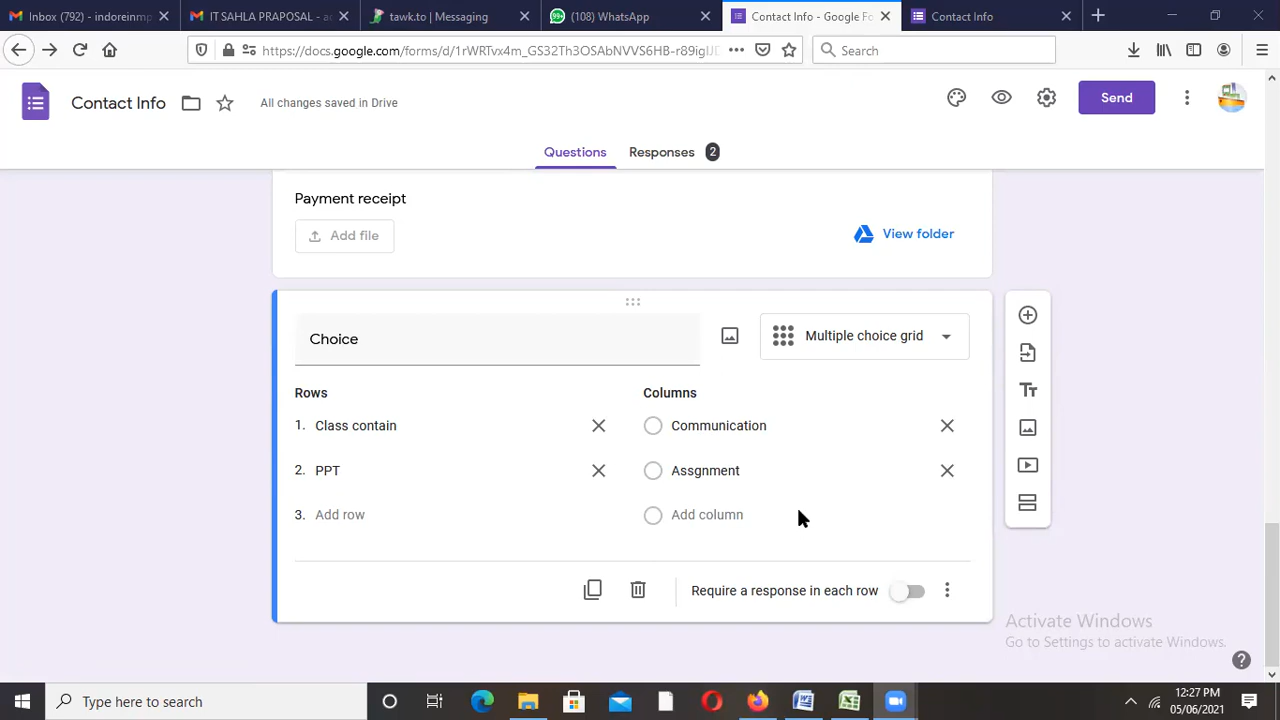 Inbox (792) - indoreinmp
"SAHLA PRAPOSAL - a
tawk.to | Messaging
(108) WhatsApp
Contact Info - Google Fo
Contact Info
https://docs.google.com/forms/d/1rWRTvx4m_GS32Th3OSAbNVVS6HB-r89igIJ
Search
Contact Info
All changes saved in Drive
Send
Questions
Responses 2
Payment receipt
Add file
View folder
Choice
Multiple choice grid
Rows
Columns
1. Class contain
Communication
2. PPT
Assgnment
3. Add row
Add column
Require a response in each row
Activate Windows
Go to Settings to activate Windows.
Type here to search
12:27 PM
05/06/2021